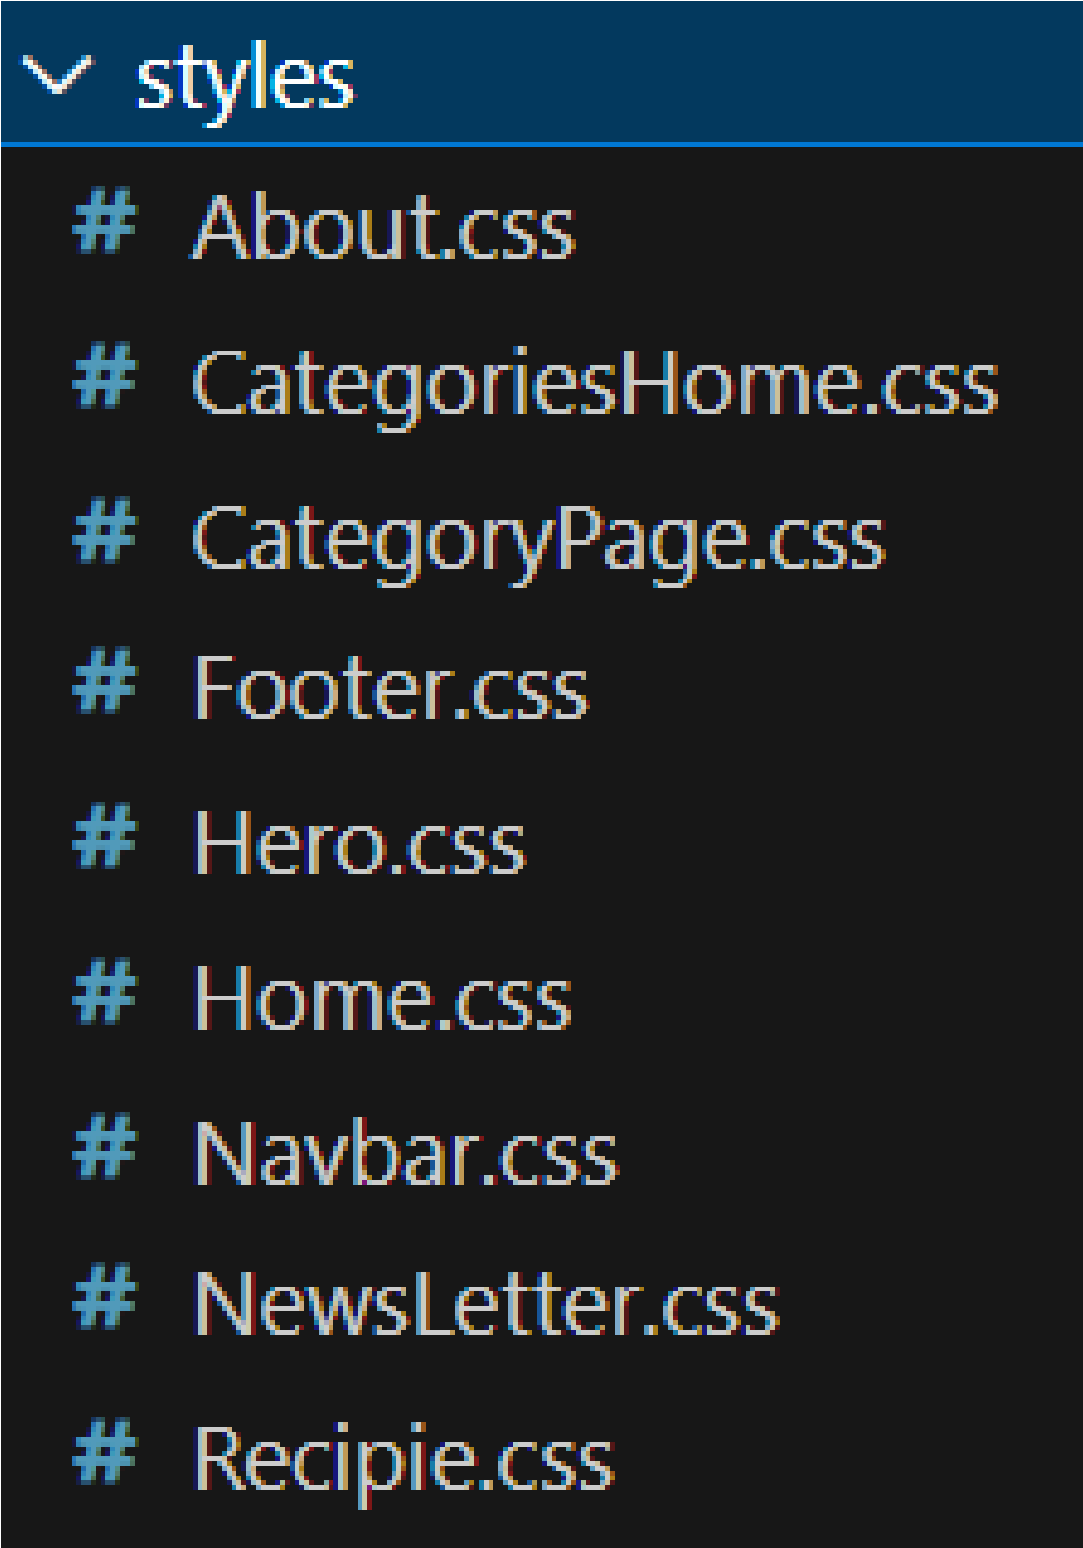 styles
# About.css
# CategoriesHome.css
# CategoryPage.css
# Footer.css
# Hero.css
# Home.css
# Navbar.css
# NewsLetter.css
# Recipie.css